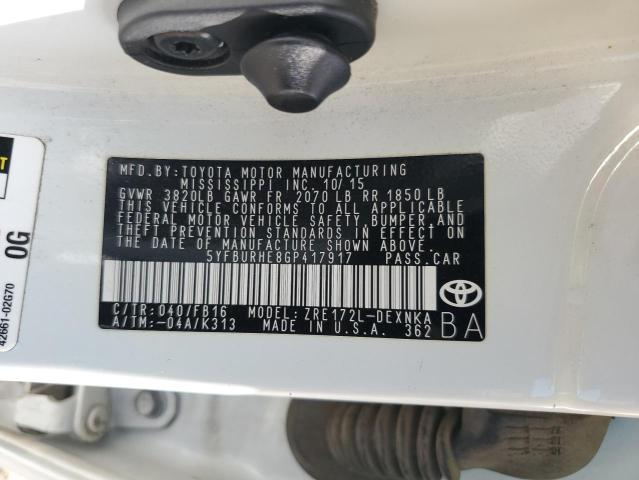 MFD.BY:TOYOTA MOTOR MANUFACTURING
MISSISSIPPI INC. 10/15
GVWR 3820LB GAWR FR 2070 LB RR 1850 LB
THIS VEHICLE CONFORMS TO ALL APPLICABLE
FEDERAL MOTOR VEHICLE SAFETY, BUMPER, AND
THEFT PREVENTION STANDARDS IN EFFECT ON
THE DATE OF MANUFACTURE SHOWN ABOVE.
5YFBURHE8GP417917 PASS.CAR
C/TR: 040/FB16 MODEL: ZRE172L-DEXNKA
A/TM:-04A/K313 MADE IN U.S.A. 362
BA
0G
42661-02G70